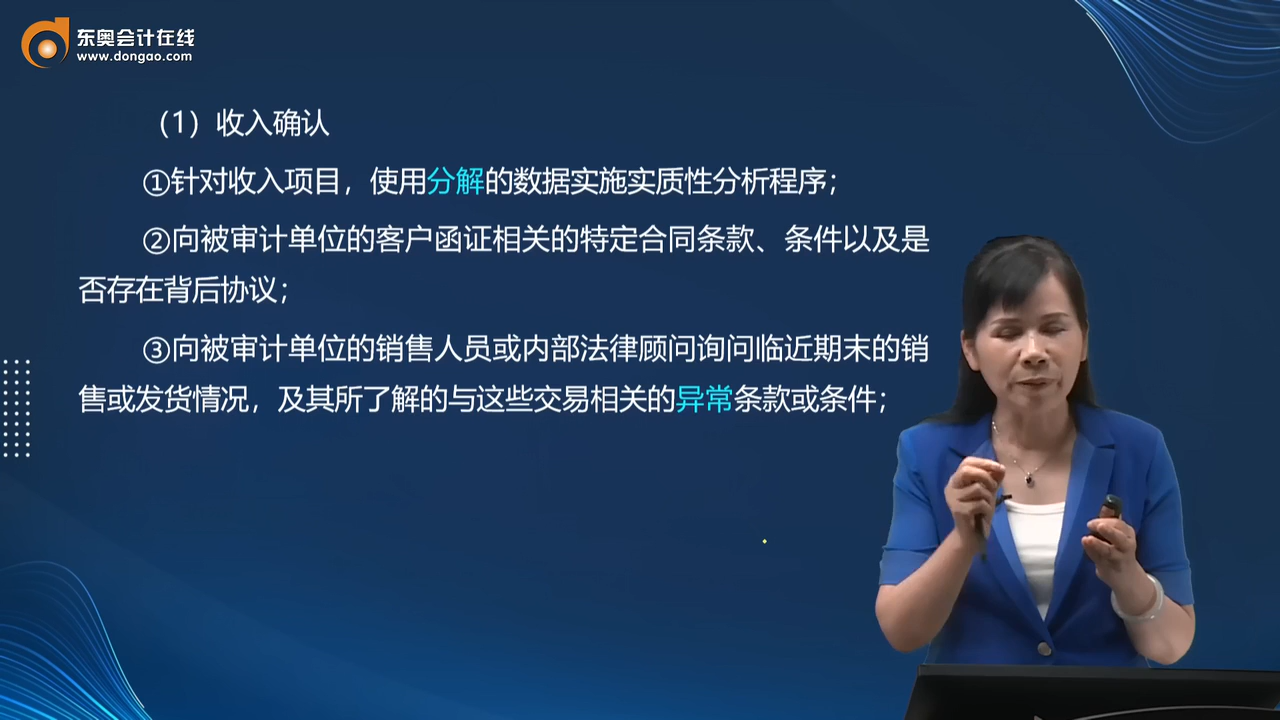 东奥会计在线
www.dongao.com
（1）收入确认
①针对收入项目，使用分解的数据实施实质性分析程序；
②向被审计单位的客户函证相关的特定合同条款、条件以及是
否存在背后协议；
③向被审计单位的销售人员或内部法律顾问询问临近期末的销
售或发货情况，及其所了解的与这些交易相关的异常条款或条件；